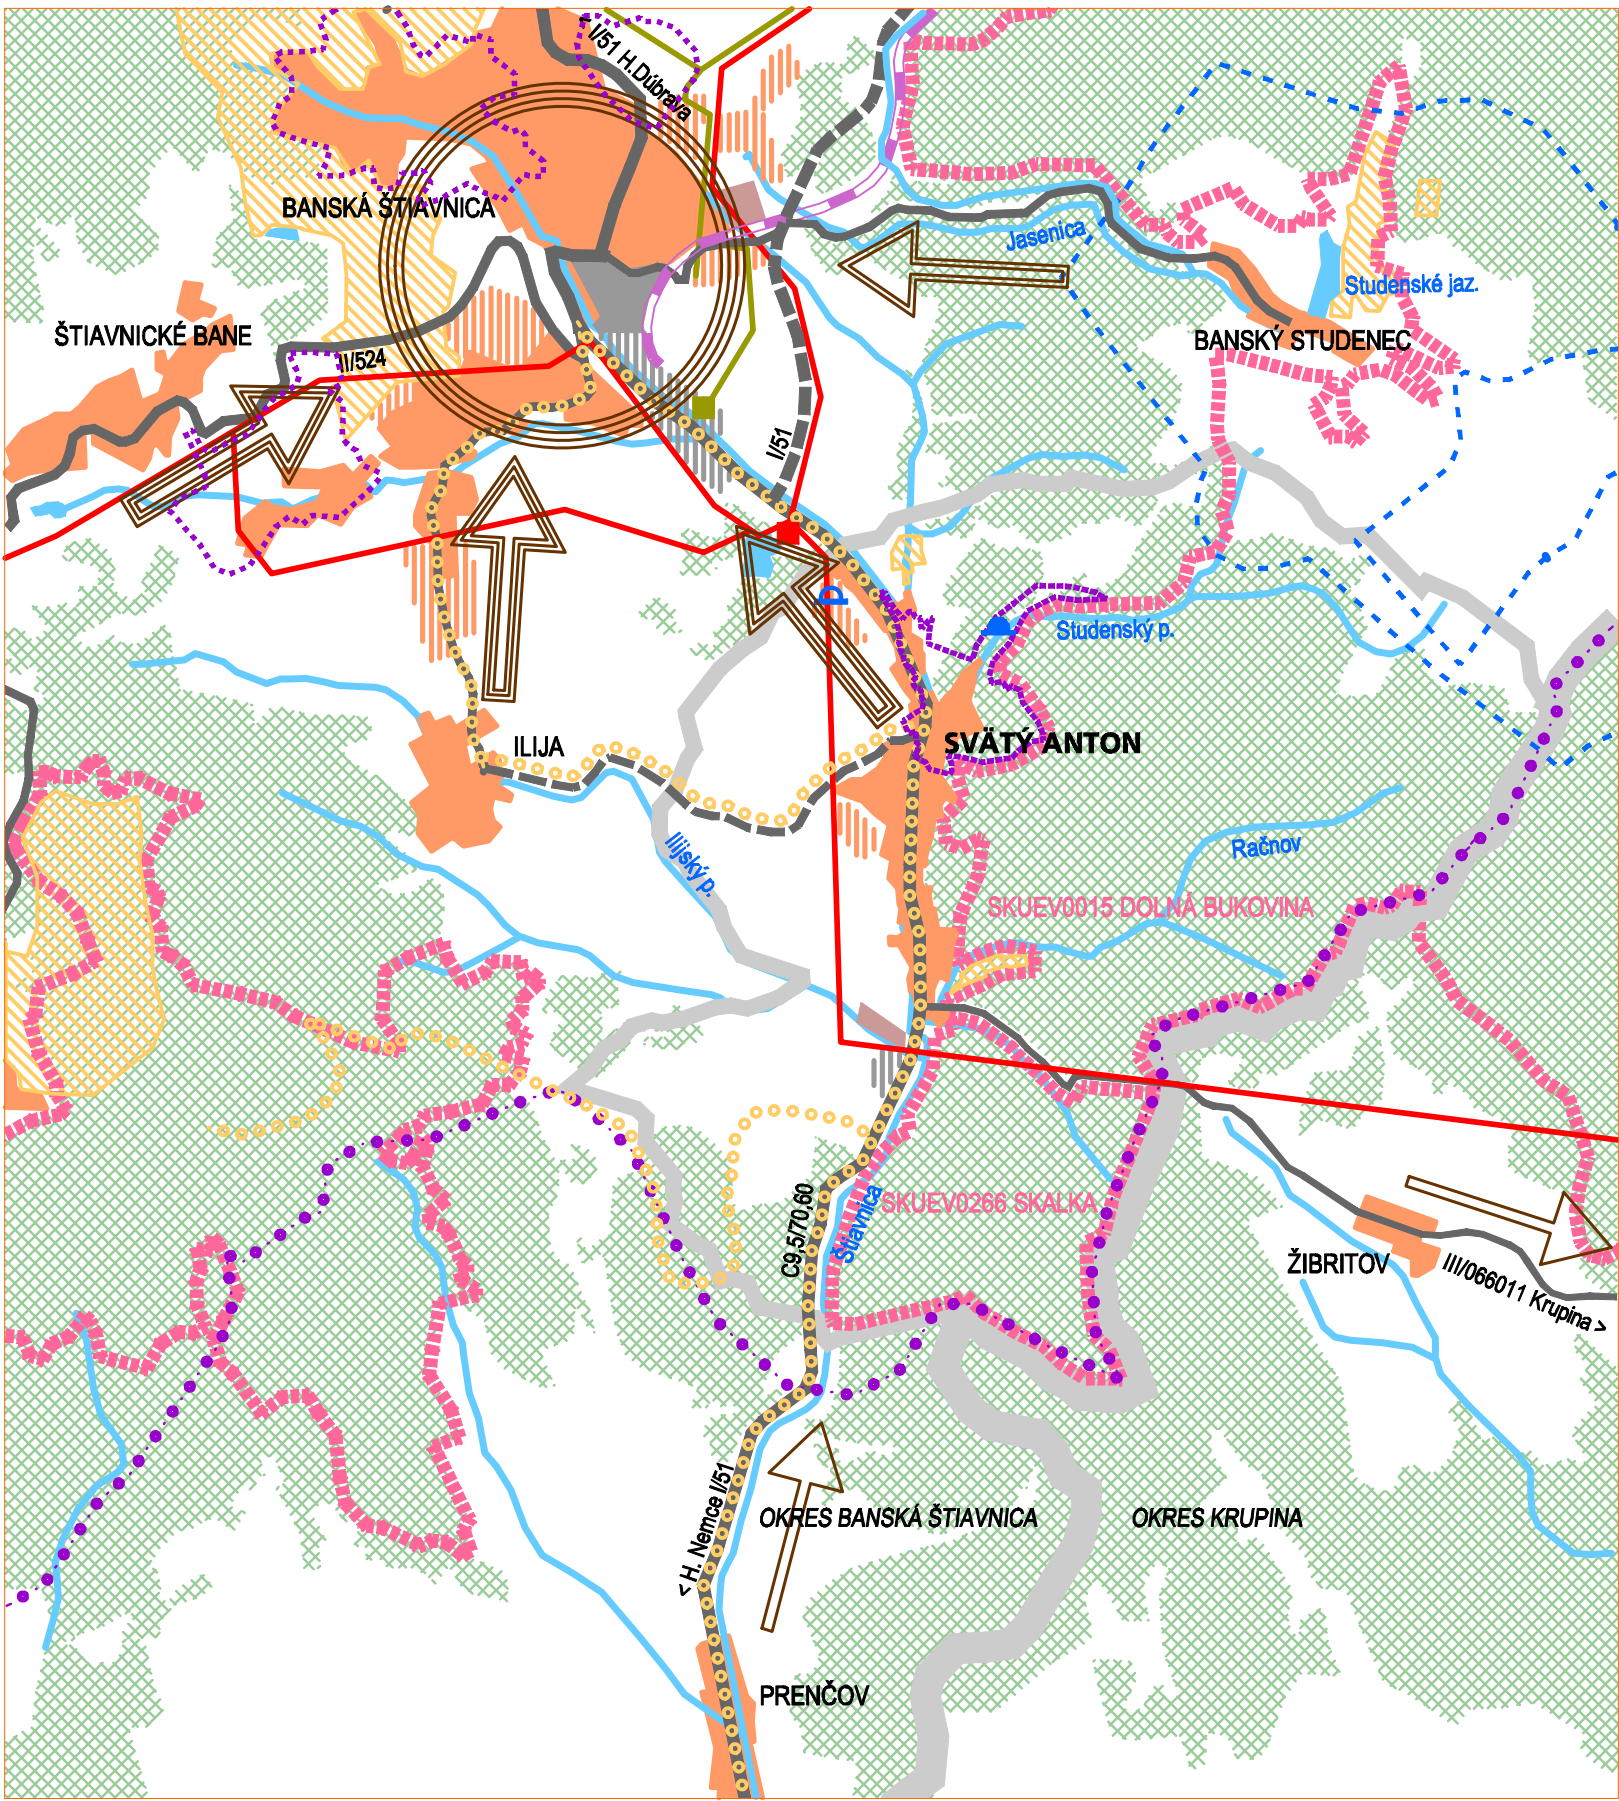 < I/51 H.Dúbrava
BANSKÁ ŠTIAVNICA
Jasenica
Studenské jaz.
ŠTIAVNICKÉ BANE
BANSKÝ STUDENEC
II/524
I/51
p
Studenský p.
ILIJA
SVÄTÝ ANTON
Ilijský p.
Račnov
SKUEV0015 DOLNÁ BUKOVINA
SKUEV0266 SKALKA
C9,5/70,60
Štiavnica
ŽIBRITOV
III/066011 Krupina >
< H. Nemce I/51
OKRES BANSKÁ ŠTIAVNICA
OKRES KRUPINA
PRENČOV